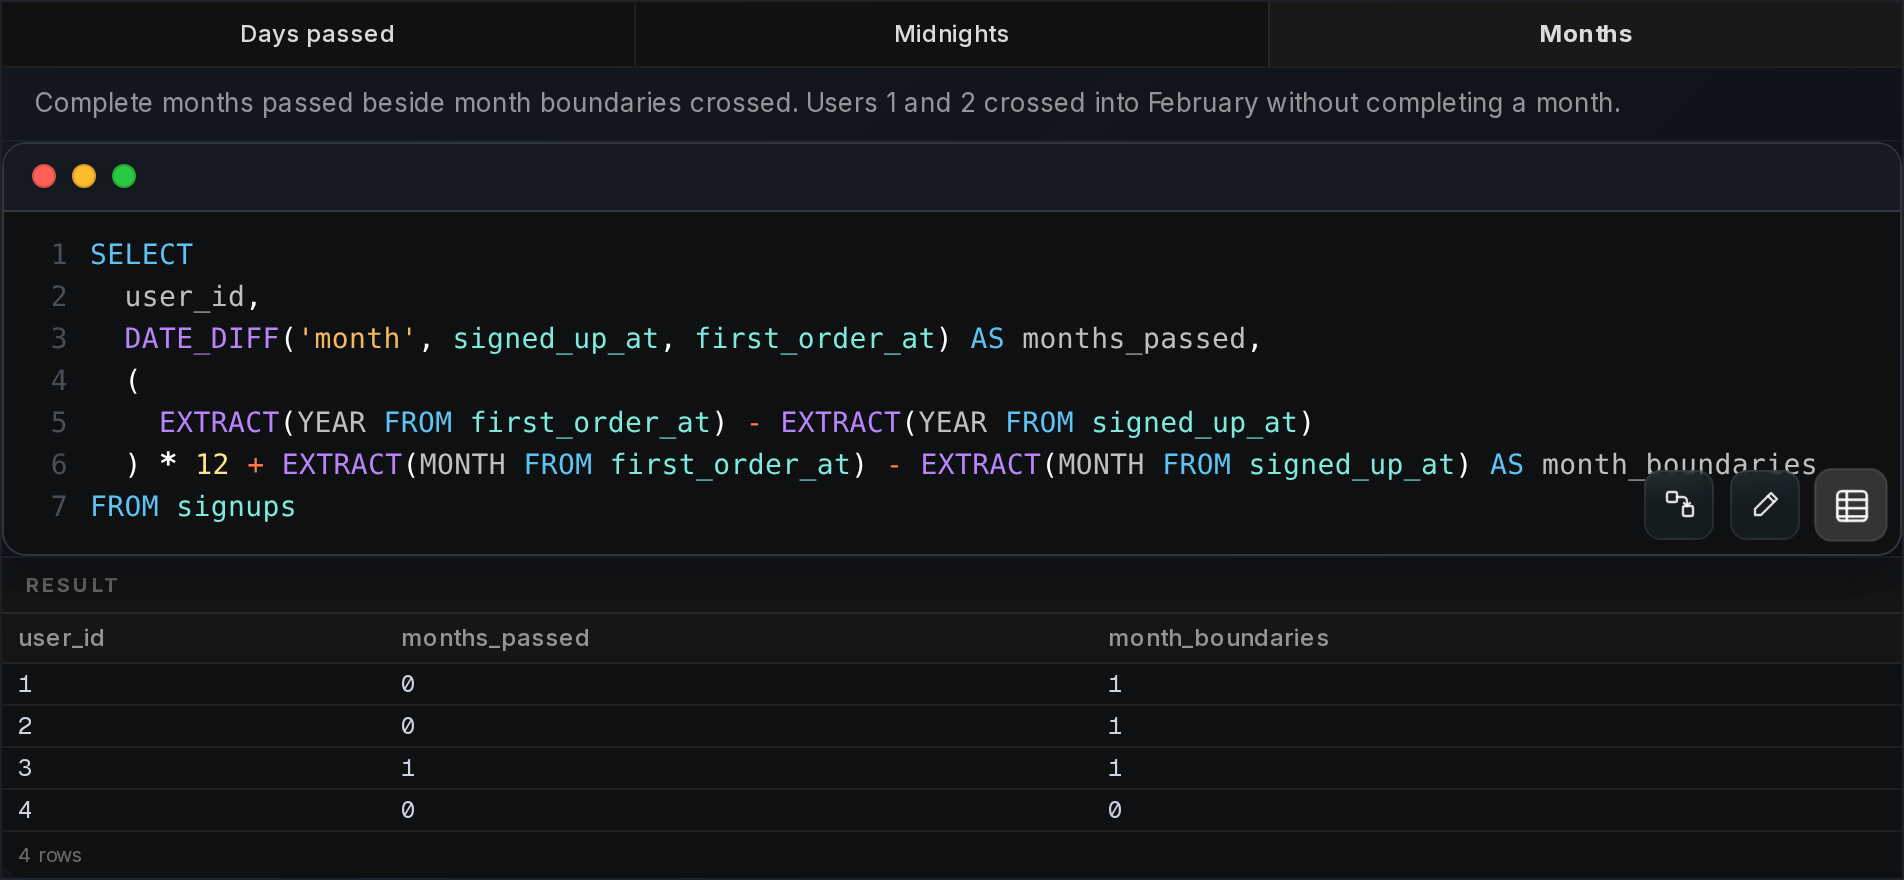 Days passed
Midnights
Months
Complete months passed beside month boundaries crossed. Users 1 and 2 crossed into February without completing a month.
1 SELECT
2   user_id,
3   DATE_DIFF('month', signed_up_at, first_order_at) AS months_passed,
4   (
5     EXTRACT(YEAR FROM first_order_at) - EXTRACT(YEAR FROM signed_up_at)
6   ) * 12 + EXTRACT(MONTH FROM first_order_at) - EXTRACT(MONTH FROM signed_up_at) AS month_boundaries
7 FROM signups
RESULT
user_id months_passed month_boundaries
1 0 1
2 0 1
3 1 1
4 0 0
4 rows